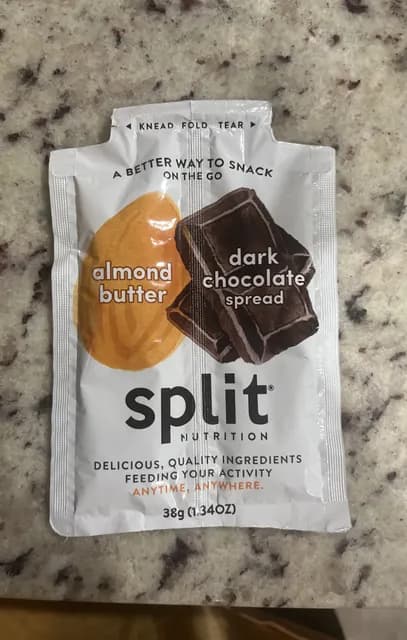 ◄ KNEAD FOLD TEAR ►
A BETTER WAY TO SNACK
ON THE GO
almond
butter
dark
chocolate
spread
split®
NUTRITION
DELICIOUS, QUALITY INGREDIENTS
FEEDING YOUR ACTIVITY
ANYTIME, ANYWHERE.
38g (1.34OZ)